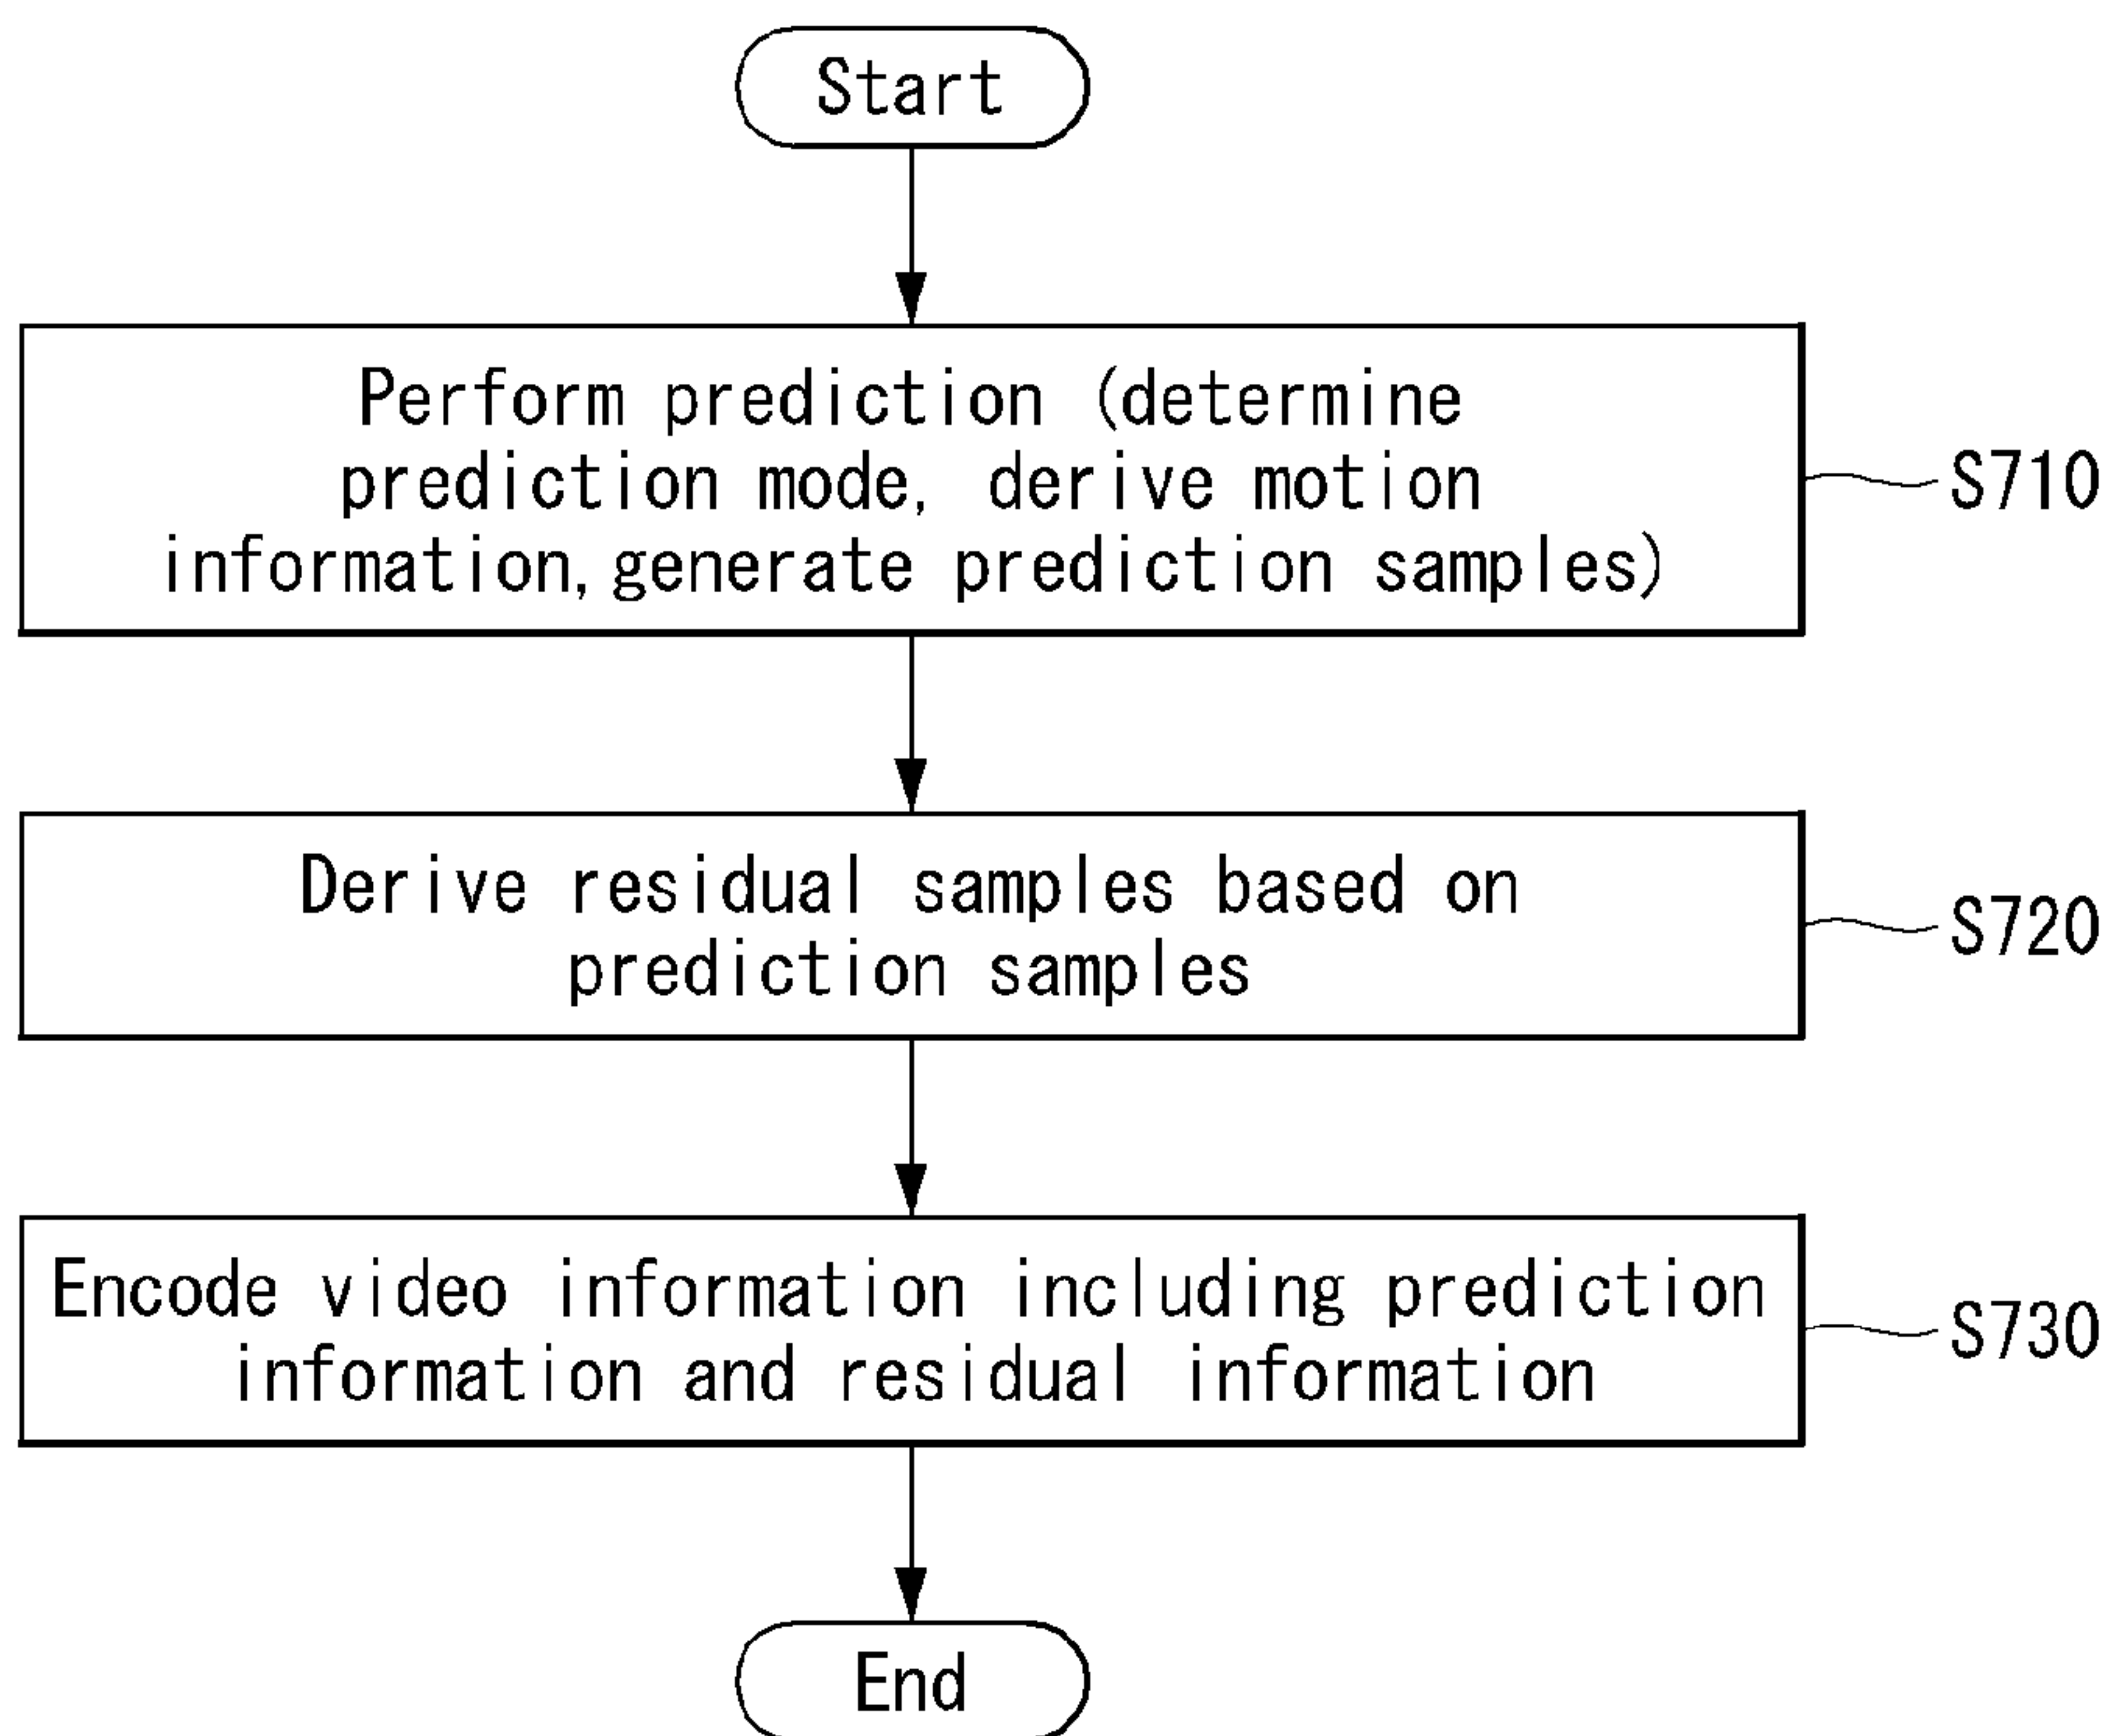 Start
Perform prediction (determine
prediction mode, derive motion
information, generate prediction samples)
S710
Derive residual samples based on
prediction samples
S720
Encode video information including prediction
information and residual information
S730
End